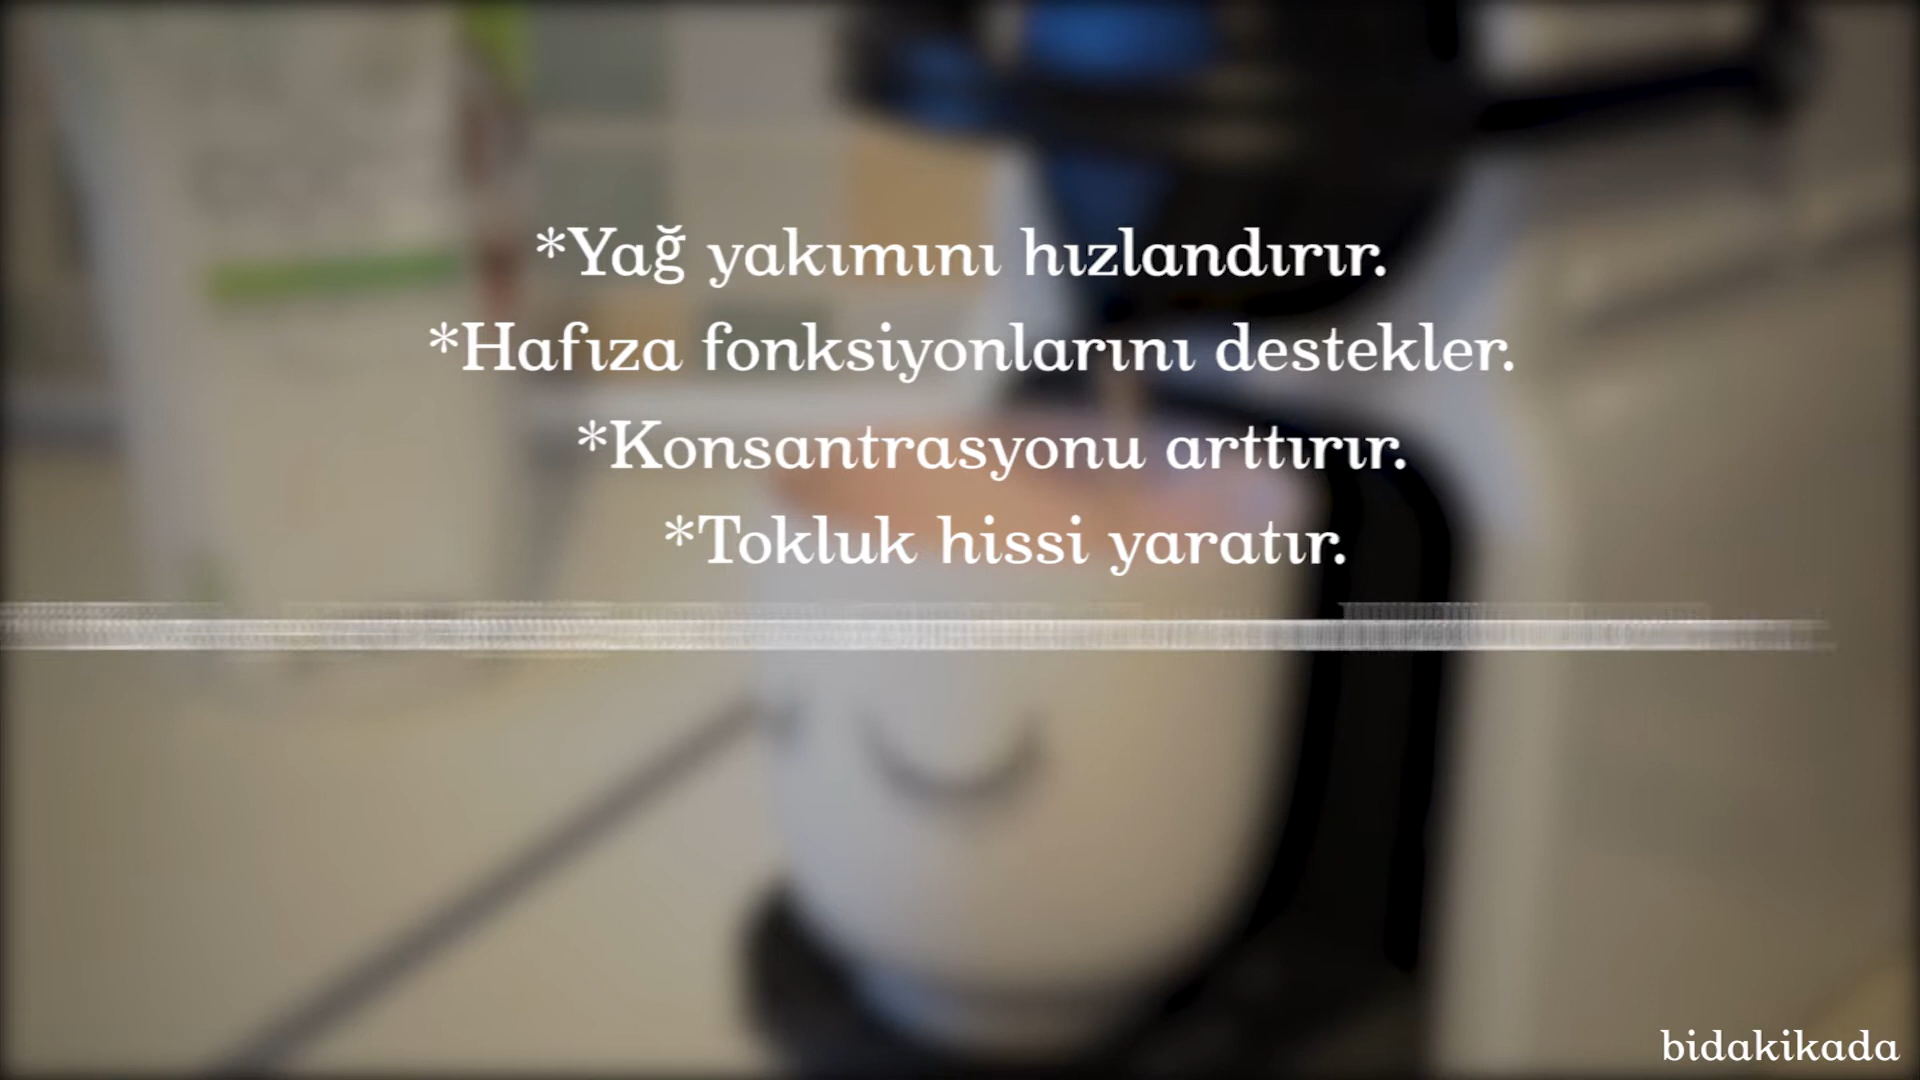 *Yağ yakımını hızlandırır.
*Hafıza fonksiyonlarını destekler.
*Konsantrasyonu arttırır.
*Tokluk hissi yaratır.
bidakikada